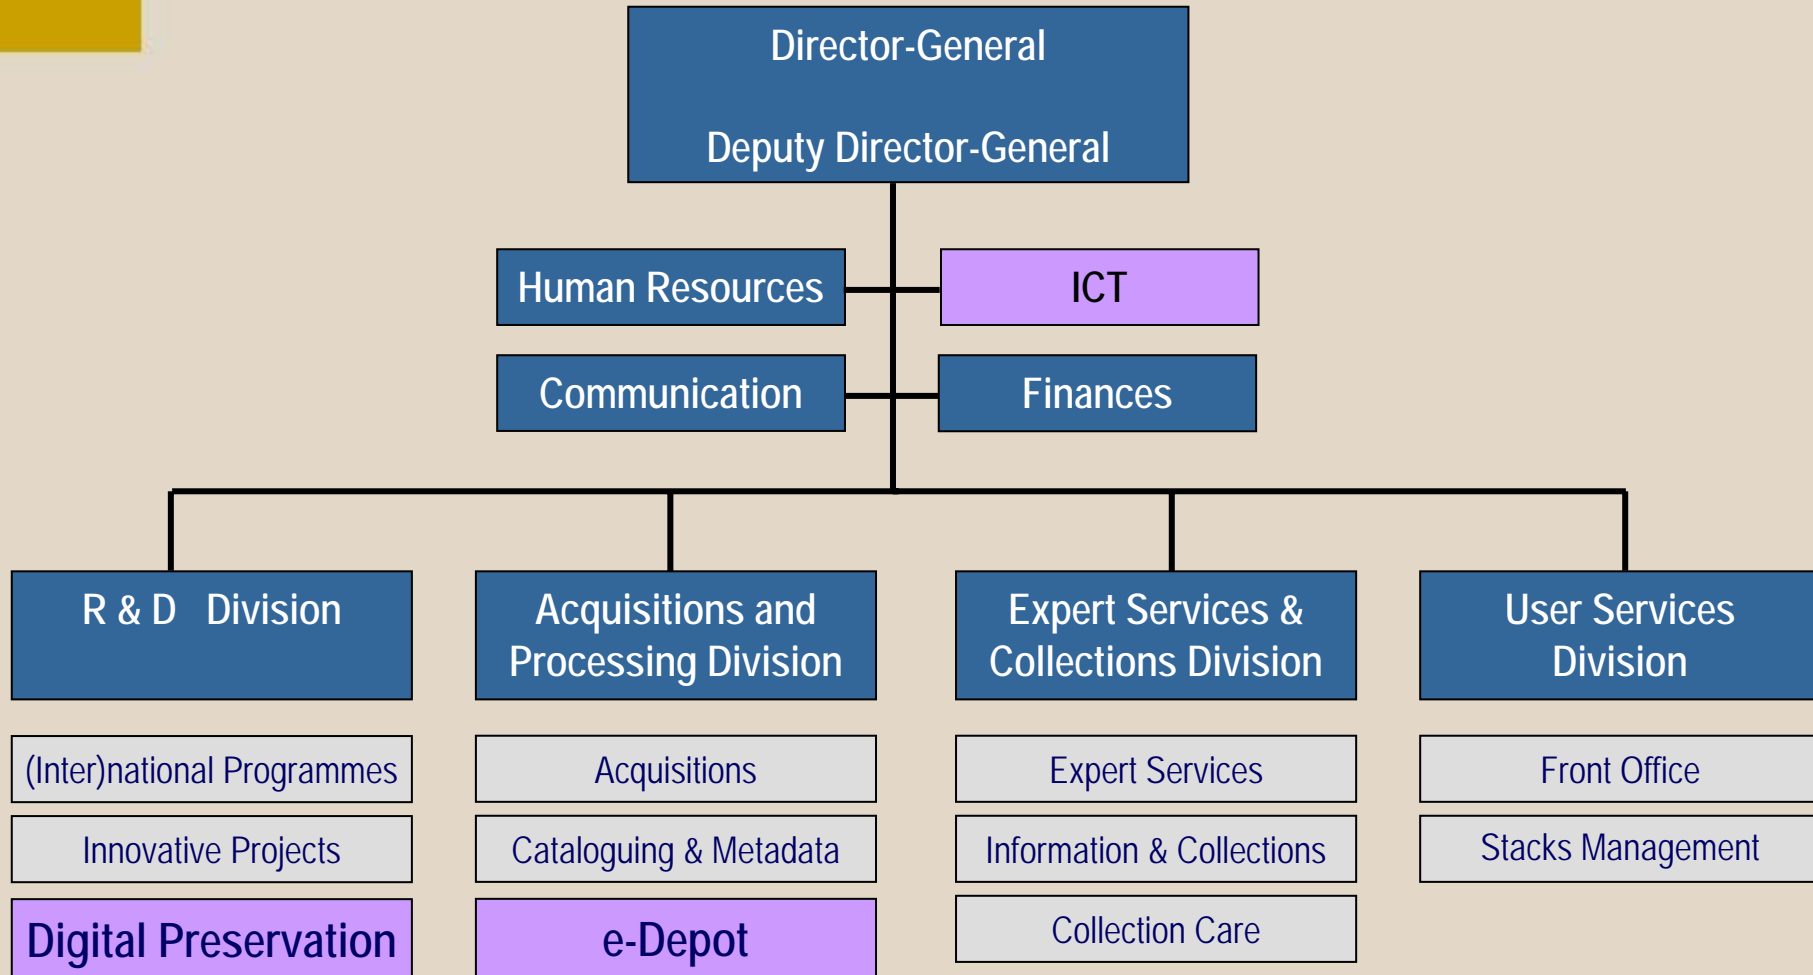 Director-General
Deputy Director-General
Human Resources
ICT
Communication
Finances
R & D Division
Acquisitions and
Processing Division
Expert Services &
Collections Division
User Services
Division
(Inter)national Programmes
Acquisitions
Expert Services
Front Office
Innovative Projects
Cataloguing & Metadata
Information & Collections
Stacks Management
Digital Preservation
e-Depot
Collection Care